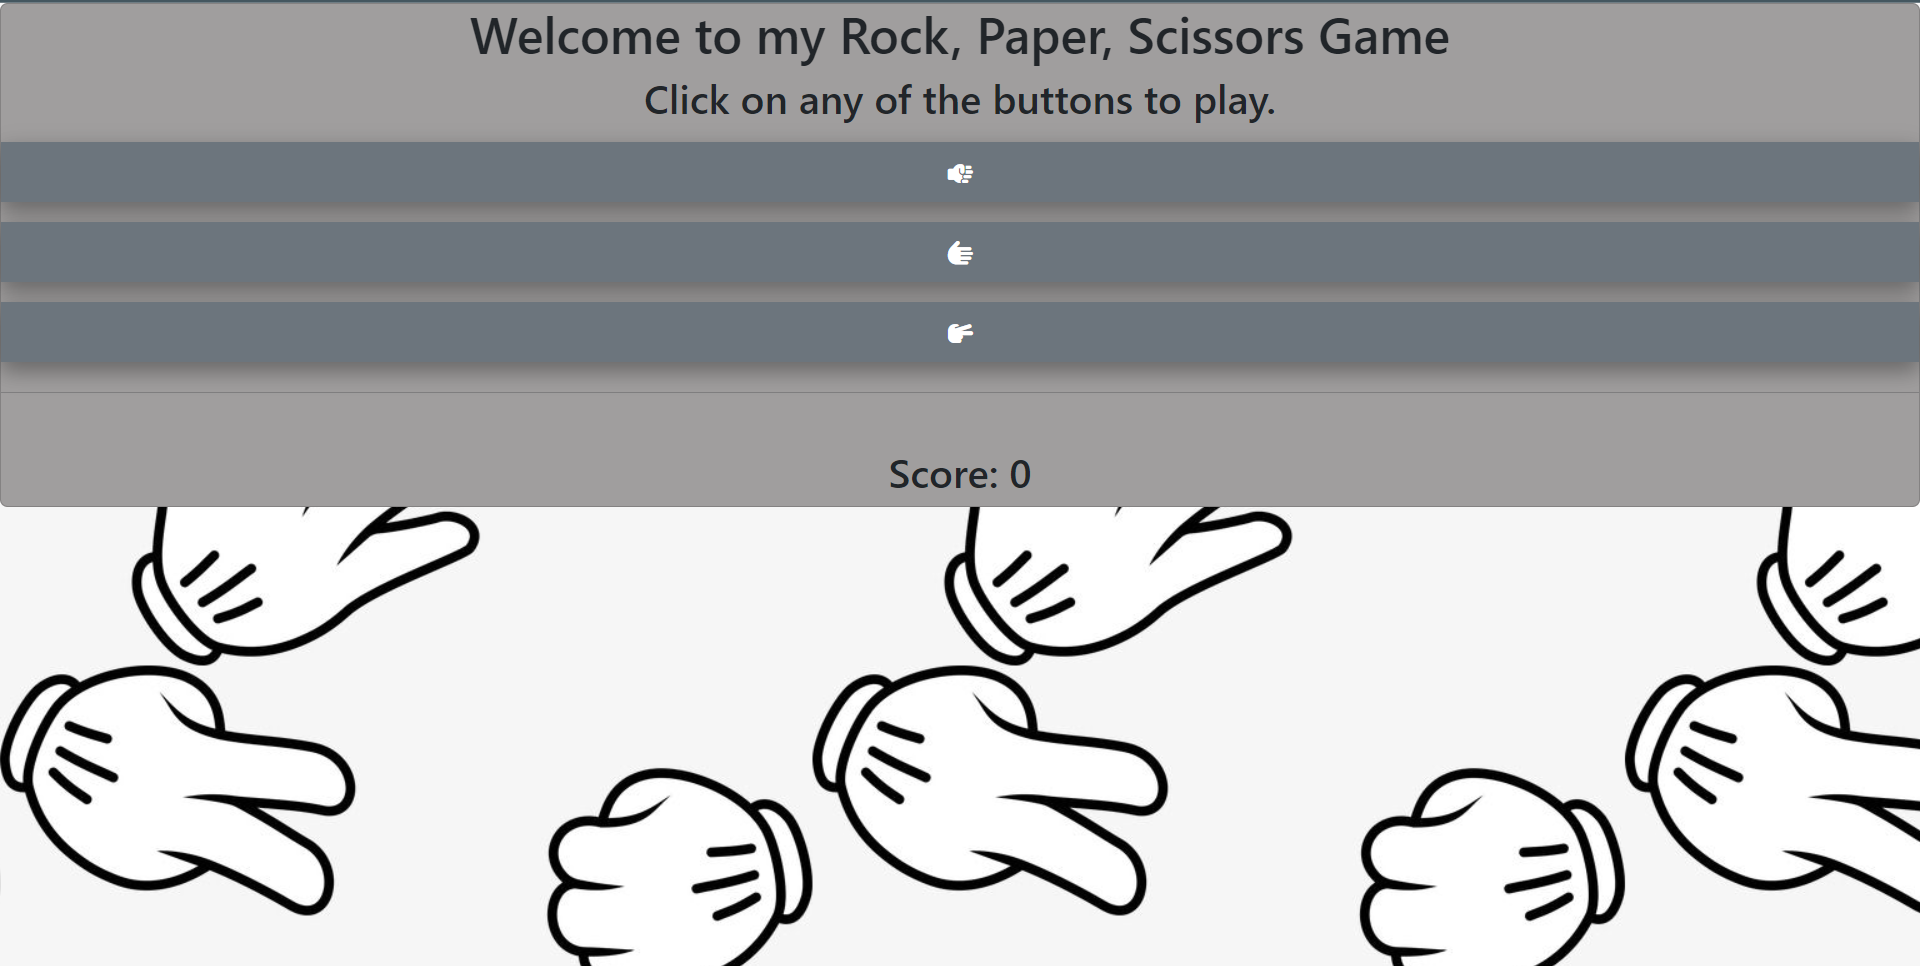 Welcome to my Rock, Paper, Scissors Game
Click on any of the buttons to play.
Score: 0